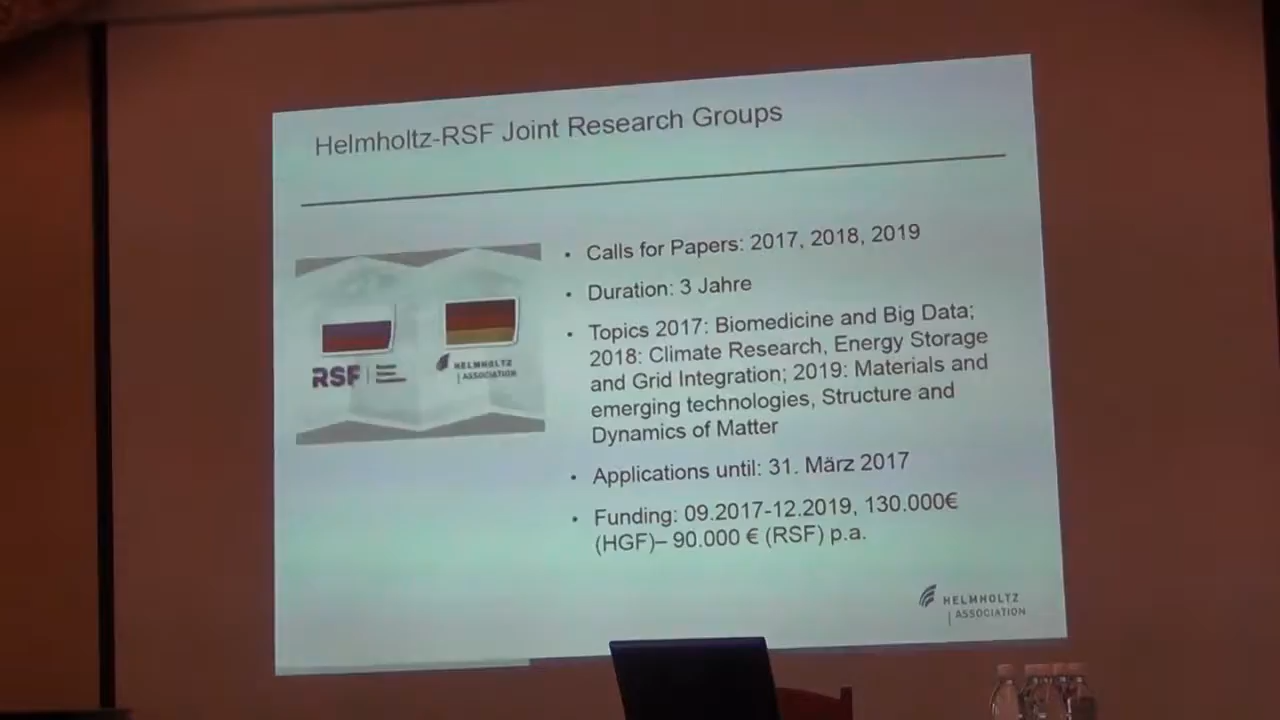 Helmholtz-RSF Joint Research Groups
RSF
HELMHOLTZ
ASSOCIATION
• Calls for Papers: 2017, 2018, 2019
• Duration: 3 Jahre
• Topics 2017: Biomedicine and Big Data;
2018: Climate Research, Energy Storage
and Grid Integration; 2019: Materials and
emerging technologies, Structure and
Dynamics of Matter
• Applications until: 31. März 2017
• Funding: 09.2017-12.2019, 130.000€
(HGF)– 90.000 € (RSF) p.a.
HELMHOLTZ
ASSOCIATION